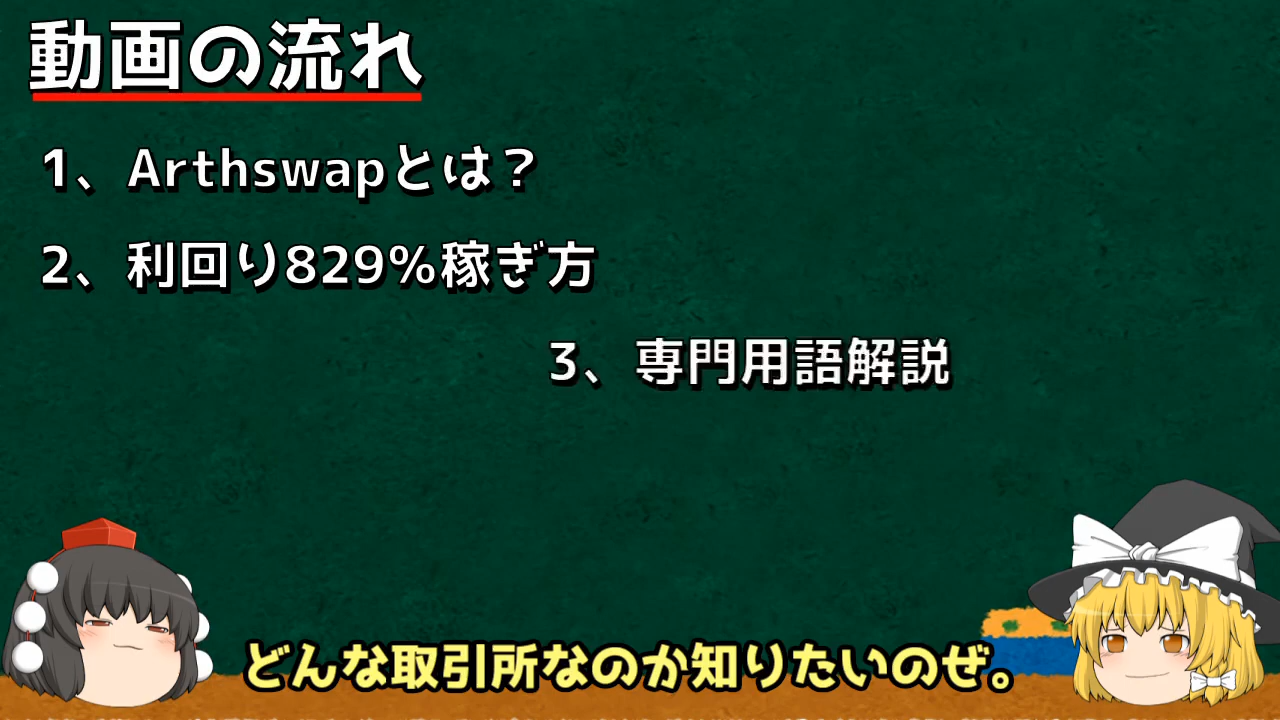 動画の流れ
1、Arthswapとは？
2、利回り829%稼ぎ方
3、専門用語解説
どんな取引所なのか知りたいのぜ。